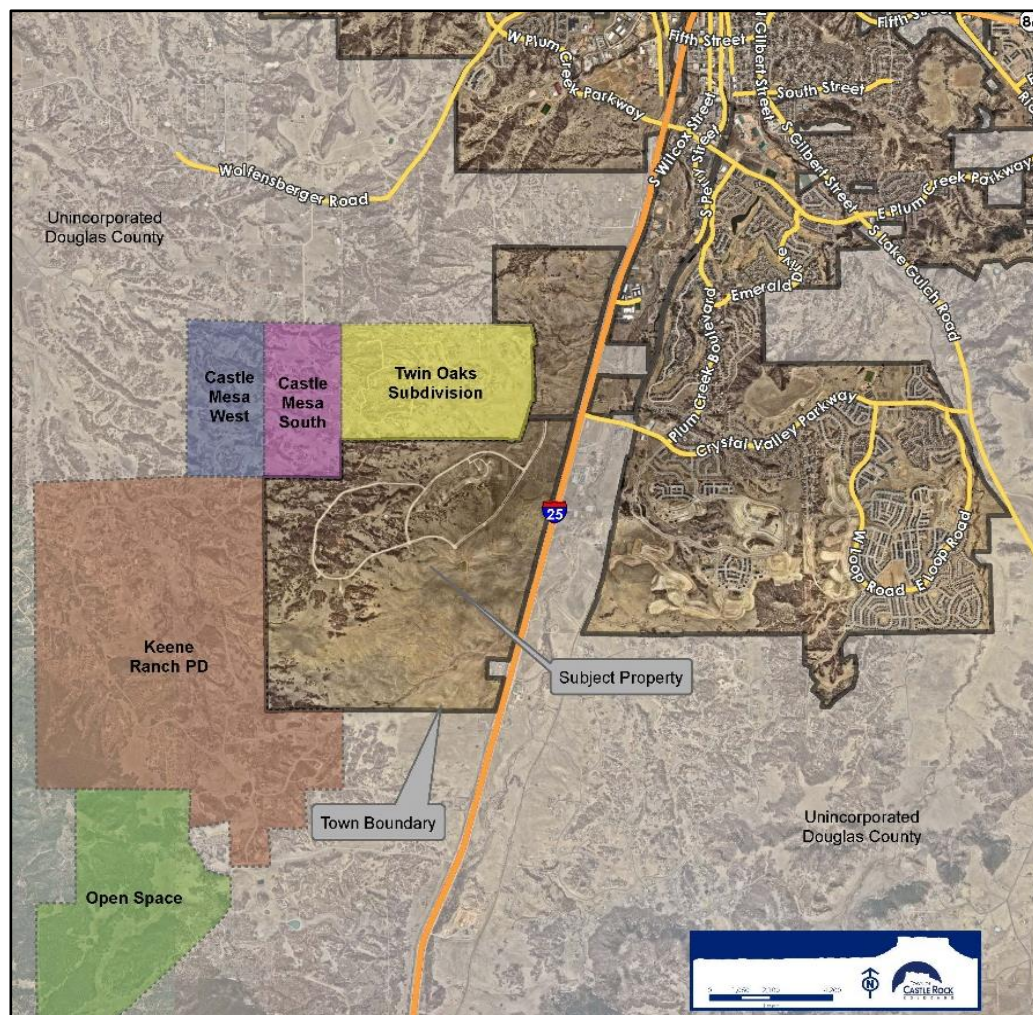 Fifth Street
Fifth Street
W Plum Creek Parkway
N Gilbert Street
South Street
S Wilcox Street
S Perry Street
S Gilbert Street
Wolfensberger Road
E Plum Creek Parkway
Unincorporated
Douglas County
S Lake Gulch Road
Emerald Drive
Plum Creek Boulevard
Castle
Mesa
West
Castle
Mesa
South
Twin Oaks
Subdivision
Crystal Valley Parkway
25
W Loop Road
E Loop Road
Keene
Ranch PD
Subject Property
Town Boundary
Unincorporated
Douglas County
Open Space
N
CASTLE ROCK
COLORADO